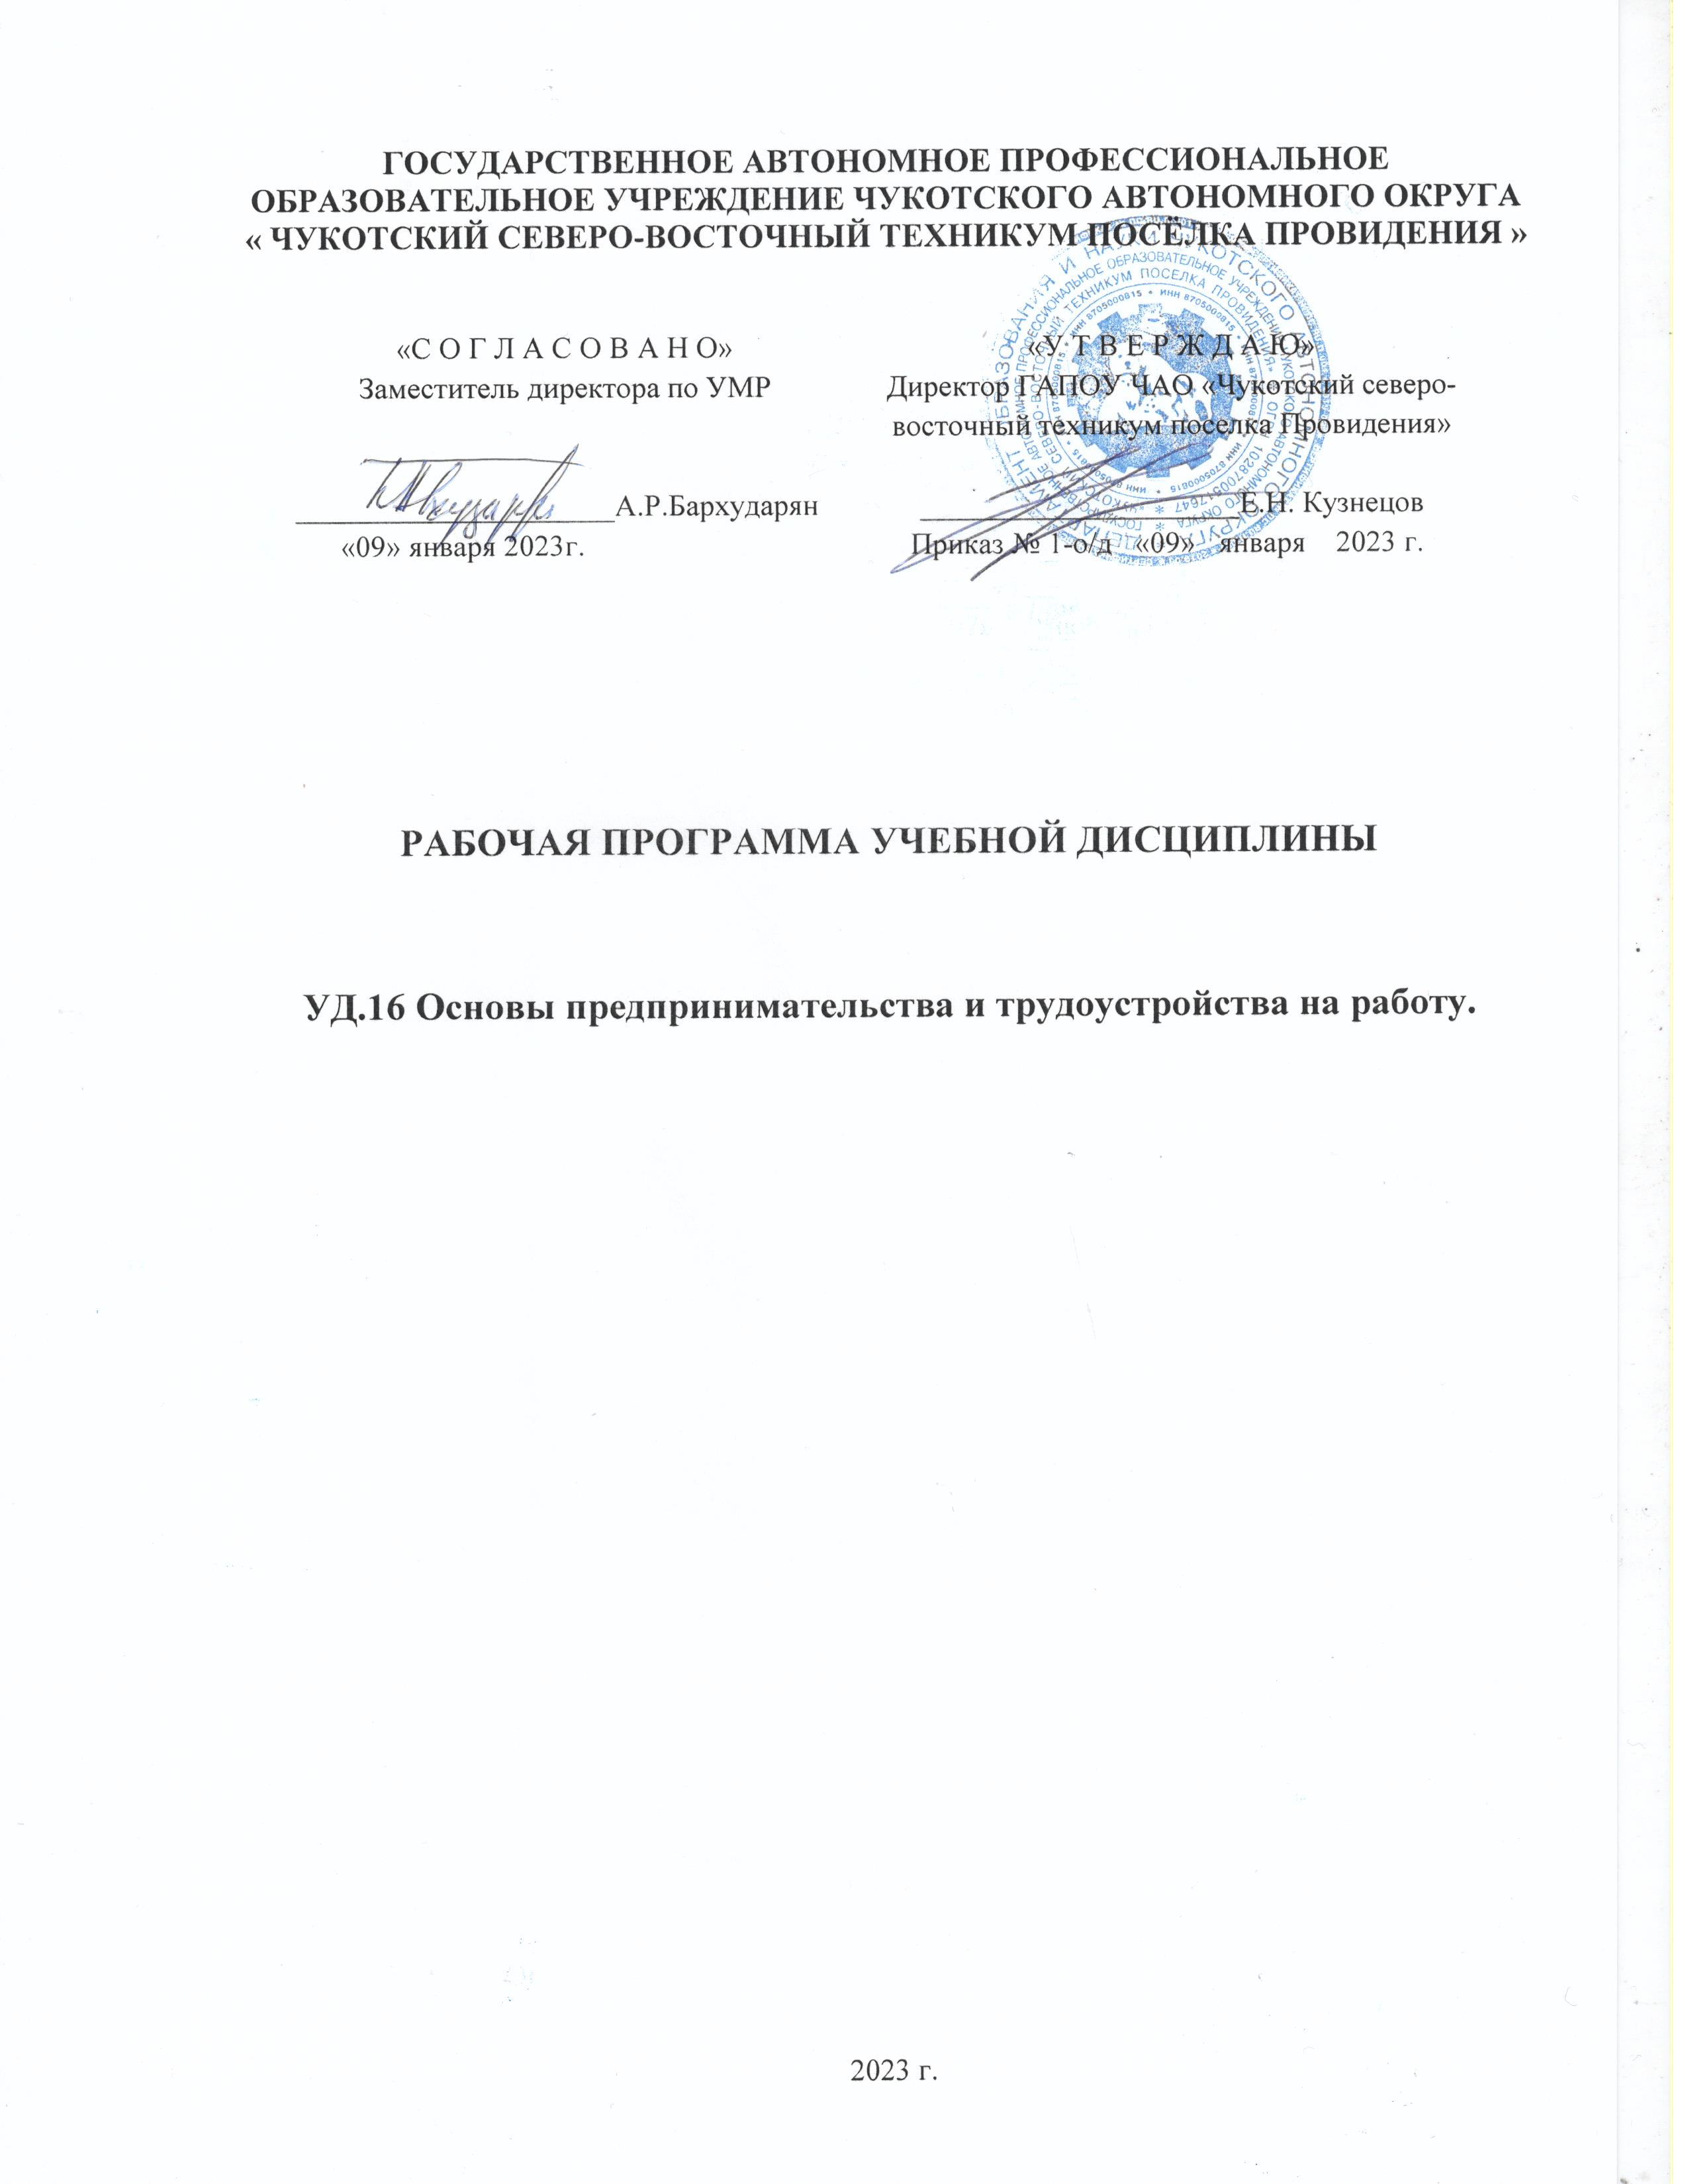 ГОСУДАРСТВЕННОЕ АВТОНОМНОЕ ПРОФЕССИОНАЛЬНОЕ
ОБРАЗОВАТЕЛЬНОЕ УЧРЕЖДЕНИЕ ЧУКОТСКОГО АВТОНОМНОГО ОКРУГА
« ЧУКОТСКИЙ СЕВЕРО-ВОСТОЧНЫЙ ТЕХНИКУМ ПОСЁЛКА ПРОВИДЕНИЯ »
«С О Г Л А С О В А Н О»
Заместитель директора по УМР
А.Р.Бархударян
«09» января 2023г.
«У Т В Е Р Ж Д А Ю»
Директор ГАПОУ ЧАО «Чукотский северо-
восточный техникум поселка Провидения»
Е.Н. Кузнецов
Приказ № 1-о/д «09» января 2023 г.
РАБОЧАЯ ПРОГРАММА УЧЕБНОЙ ДИСЦИПЛИНЫ
УД.16 Основы предпринимательства и трудоустройства на работу.
2023 г.